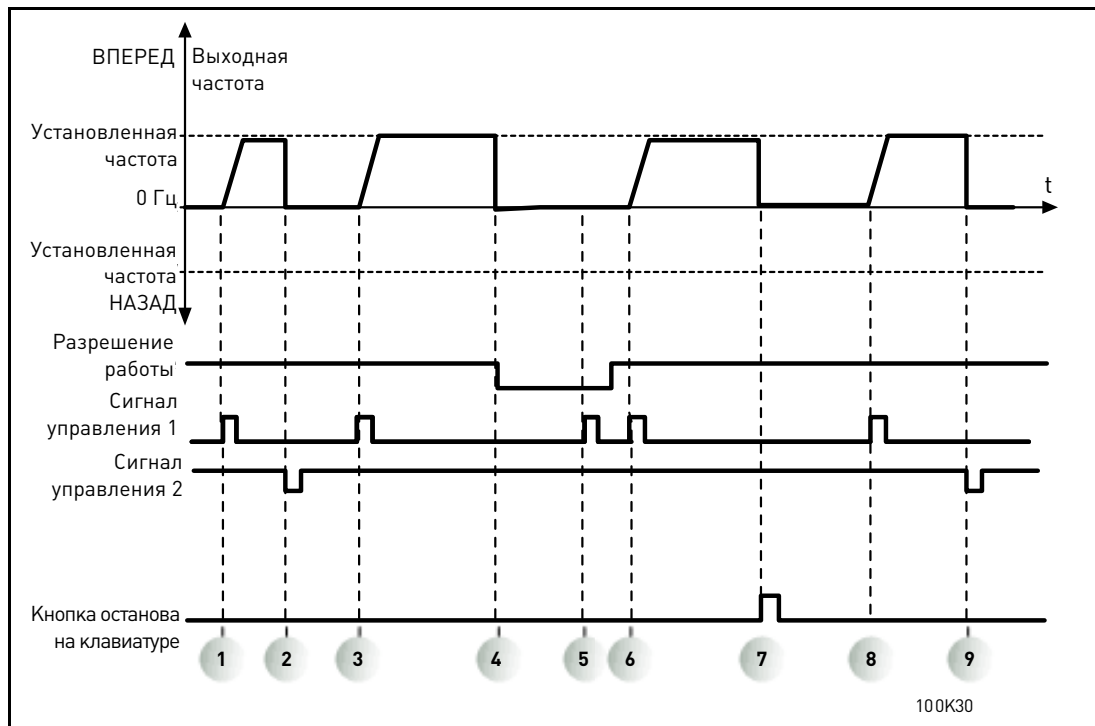 ВПЕРЕД
Выходная
частота
Установленная
частота
0 Гц
t
Установленная
частота
НАЗАД
Разрешение
работы
Сигнал
управления 1
Сигнал
управления 2
Кнопка останова
на клавиатуре
1 2 3 4 5 6 7 8 9
100K30